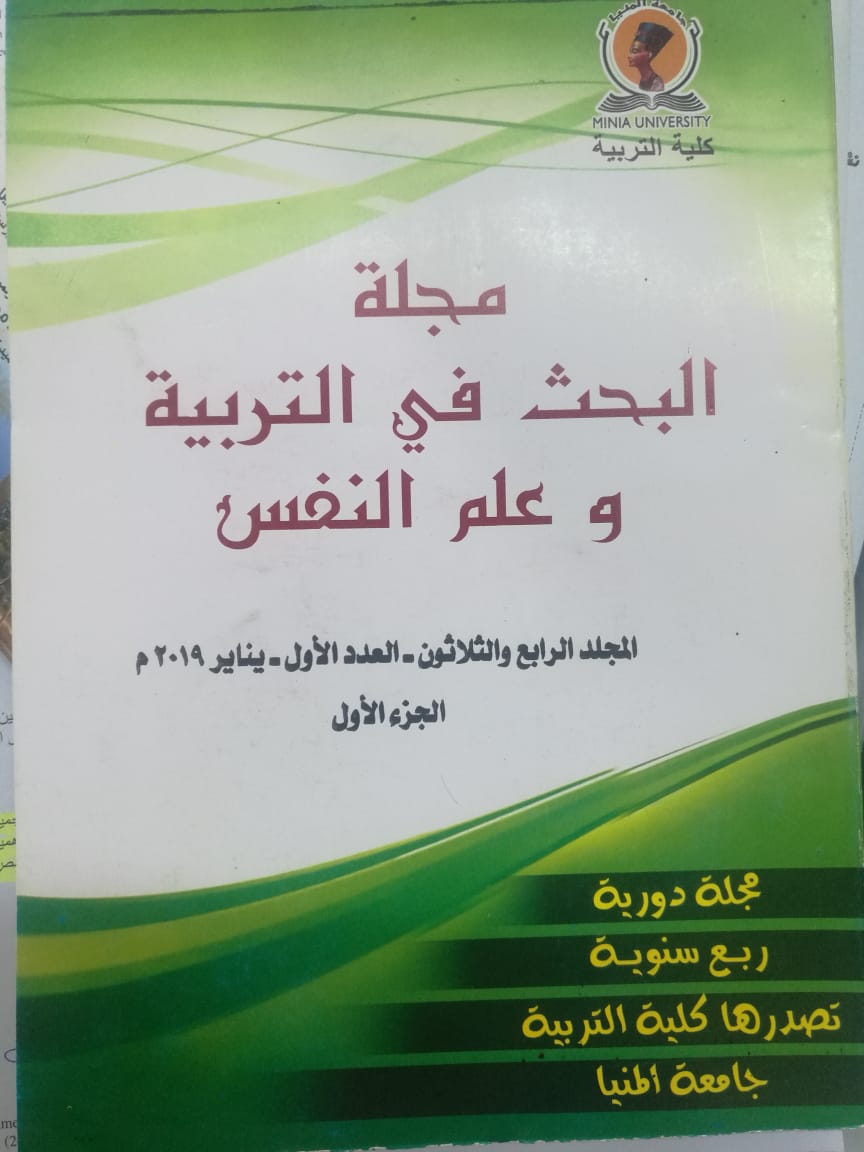 جامعة المنيا
MINIA UNIVERSITY
كلية التربية
مجلة
البحث في التربية
و علم النفس
المجلد الرابع والثلاثون - العدد الأول - يناير ٢٠١٩ م
الجزء الأول
مجلة دورية
ربع سنوية
تصدرها كلية التربية
جامعة المنيا